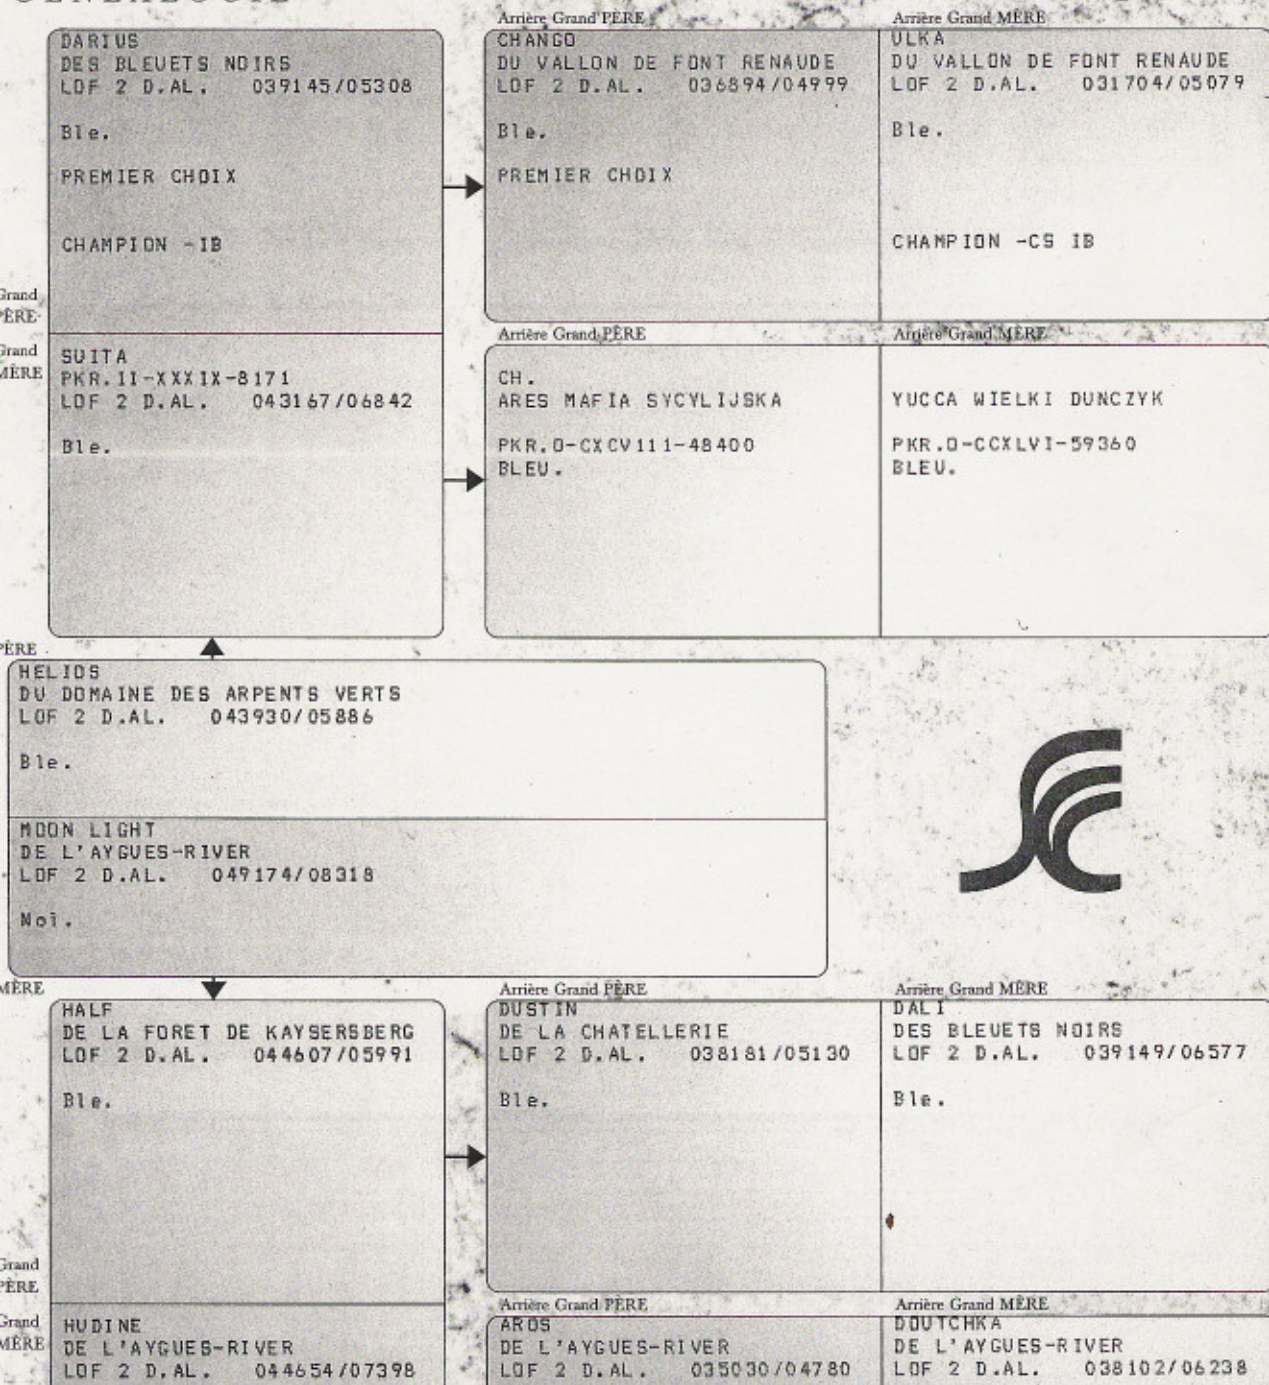 GÉNÉALOGIE
Arrière Grand PÈRE
Arrière Grand MÈRE
DARIUS
DES BLEUETS NOIRS
LOF 2 D.AL. 039145/05308
Ble.
PREMIER CHOIX
CHAMPION -IB
CHANGO
DU VALLON DE FONT RENAUDE
LOF 2 D.AL. 036894/04999
Ble.
PREMIER CHOIX
ULKA
DU VALLON DE FONT RENAUDE
LOF 2 D.AL. 031704/05079
Ble.
CHAMPION -CS IB
Grand
PÈRE
Grand
MÈRE
Arrière Grand PÈRE
Arrière Grand MÈRE
SUITA
PKR.II-XXXIX-8171
LOF 2 D.AL. 043167/06842
Ble.
CH.
ARES MAFIA SYCYLIJSKA
PKR.O-CXCV111-48400
BLEU.
YUCCA WIELKI DUNCZYK
PKR.O-CCXLVI-59360
BLEU.
PÈRE
HELIOS
DU DOMAINE DES ARPENTS VERTS
LOF 2 D.AL. 043930/05886
Ble.
MOON LIGHT
DE L'AYGUES-RIVER
LOF 2 D.AL. 049174/08318
Noi.
MÈRE
Arrière Grand PÈRE
Arrière Grand MÈRE
HALF
DE LA FORET DE KAYSERSBERG
LOF 2 D.AL. 044607/05991
Ble.
DUSTIN
DE LA CHATELLERIE
LOF 2 D.AL. 038181/05130
Ble.
DALI
DES BLEUETS NOIRS
LOF 2 D.AL. 039149/06577
Ble.
Grand
PÈRE
Grand
MÈRE
Arrière Grand PÈRE
Arrière Grand MÈRE
HUDINE
DE L'AYGUES-RIVER
LOF 2 D.AL. 044654/07398
AROS
DE L'AYGUES-RIVER
LOF 2 D.AL. 035030/04780
DOUTCHKA
DE L'AYGUES-RIVER
LOF 2 D.AL. 038102/06238